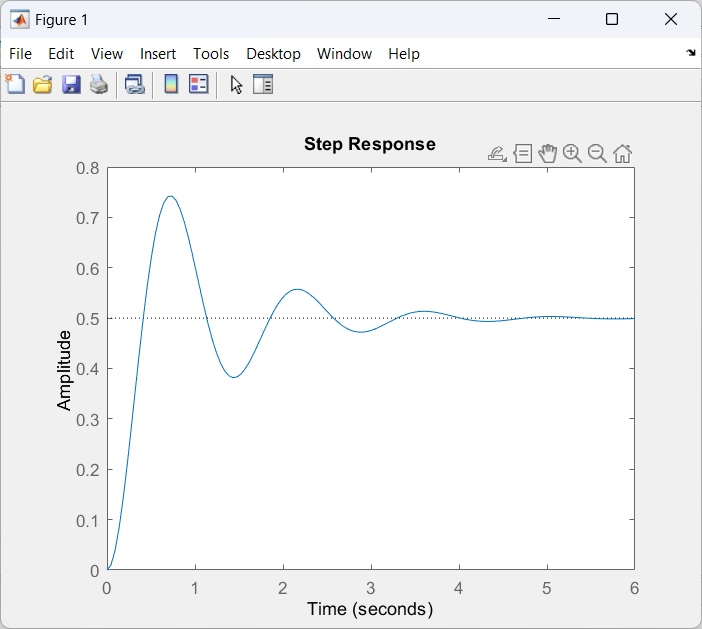 Figure 1
File Edit View Insert Tools Desktop Window Help
Step Response
0.8
0.7
0.6
0.5
0.4
0.3
0.2
0.1
0
Amplitude
0 1 2 3 4 5 6
Time (seconds)